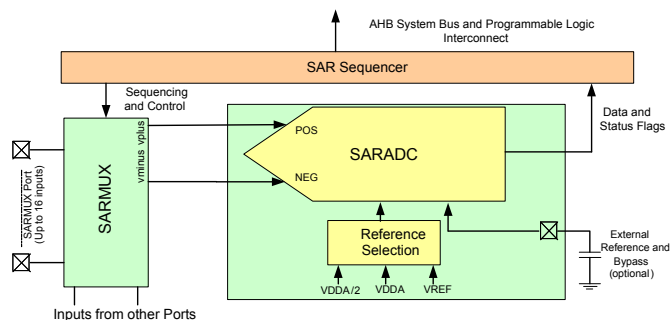 AHB System Bus and Programmable Logic
Interconnect
SAR Sequencer
Sequencing
and Control
Data and
Status Flags
vminus vplus
POS
SARADC
NEG
SARMUX
SARMUX Port
(Up to 16 inputs)
Reference
Selection
External
Reference and
Bypass
(optional)
VDDA/2
VDDA
VREF
Inputs from other Ports